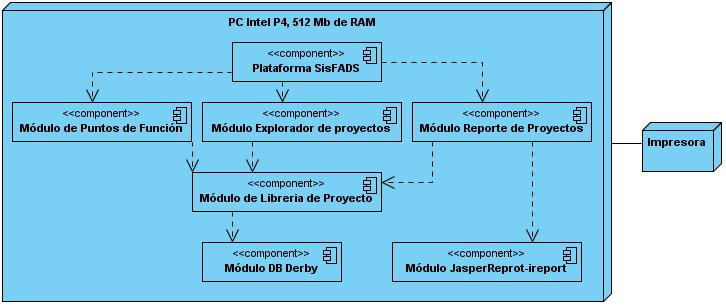 PC Intel P4, 512 Mb de RAM
<<component>>
Plataforma SisFADS
<<component>>
Módulo de Puntos de Función
<<component>>
Módulo Explorador de proyectos
<<component>>
Módulo Reporte de Proyectos
Impresora
<<component>>
Módulo de Libreria de Proyecto
<<component>>
Módulo DB Derby
<<component>>
Módulo JasperReprot-ireport